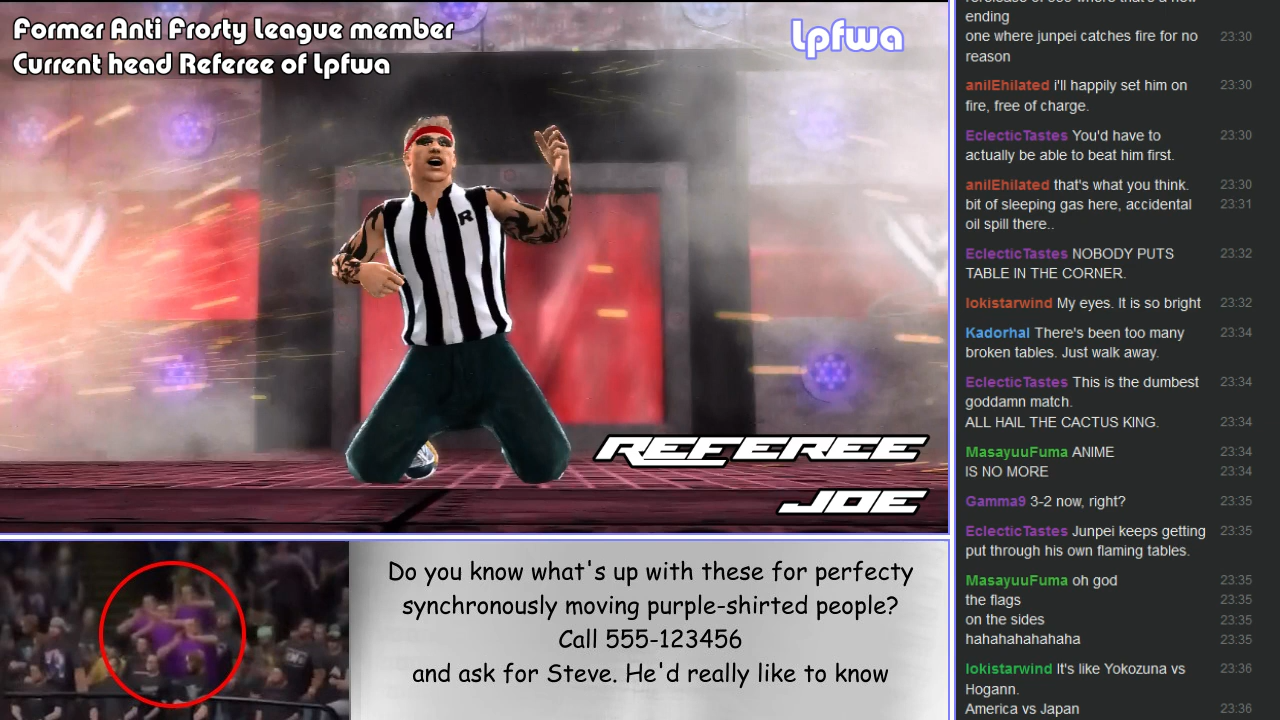 Former Anti Frosty League member
Current head Referee of Lpfwa
Lpfwa
R
REFEREE
JOE
Do you know what's up with these for perfecty
synchronously moving purple-shirted people?
Call 555-123456
and ask for Steve. He'd really like to know
ending
one where junpei catches fire for no 23:30
reason
anilEhilated i'll happily set him on 23:30
fire, free of charge.
EclecticTastes You'd have to 23:30
actually be able to beat him first.
anilEhilated that's what you think. 23:30
bit of sleeping gas here, accidental 23:31
oil spill there..
EclecticTastes NOBODY PUTS 23:32
TABLE IN THE CORNER.
lokistarwind My eyes. It is so bright 23:32
Kadorhal There's been too many 23:34
broken tables. Just walk away.
EclecticTastes This is the dumbest 23:34
goddamn match.
ALL HAIL THE CACTUS KING. 23:34
MasayuuFuma ANIME 23:34
IS NO MORE 23:34
Gamma9 3-2 now, right? 23:35
EclecticTastes Junpei keeps getting 23:35
put through his own flaming tables.
MasayuuFuma oh god 23:35
the flags 23:35
on the sides 23:35
hahahahahahaha 23:35
lokistarwind It's like Yokozuna vs 23:36
Hogann.
America vs Japan 23:36